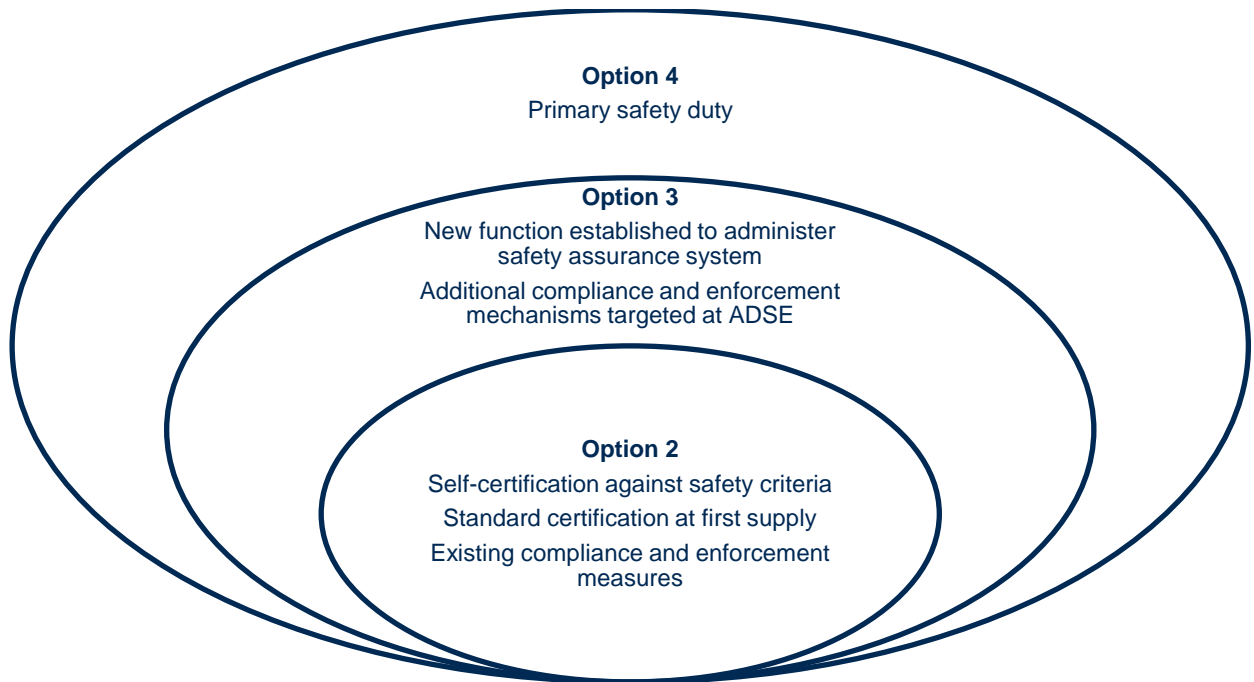 Option 4
Primary safety duty
Option 3
New function established to administer
safety assurance system
Additional compliance and enforcement
mechanisms targeted at ADSE
Option 2
Self-certification against safety criteria
Standard certification at first supply
Existing compliance and enforcement
measures